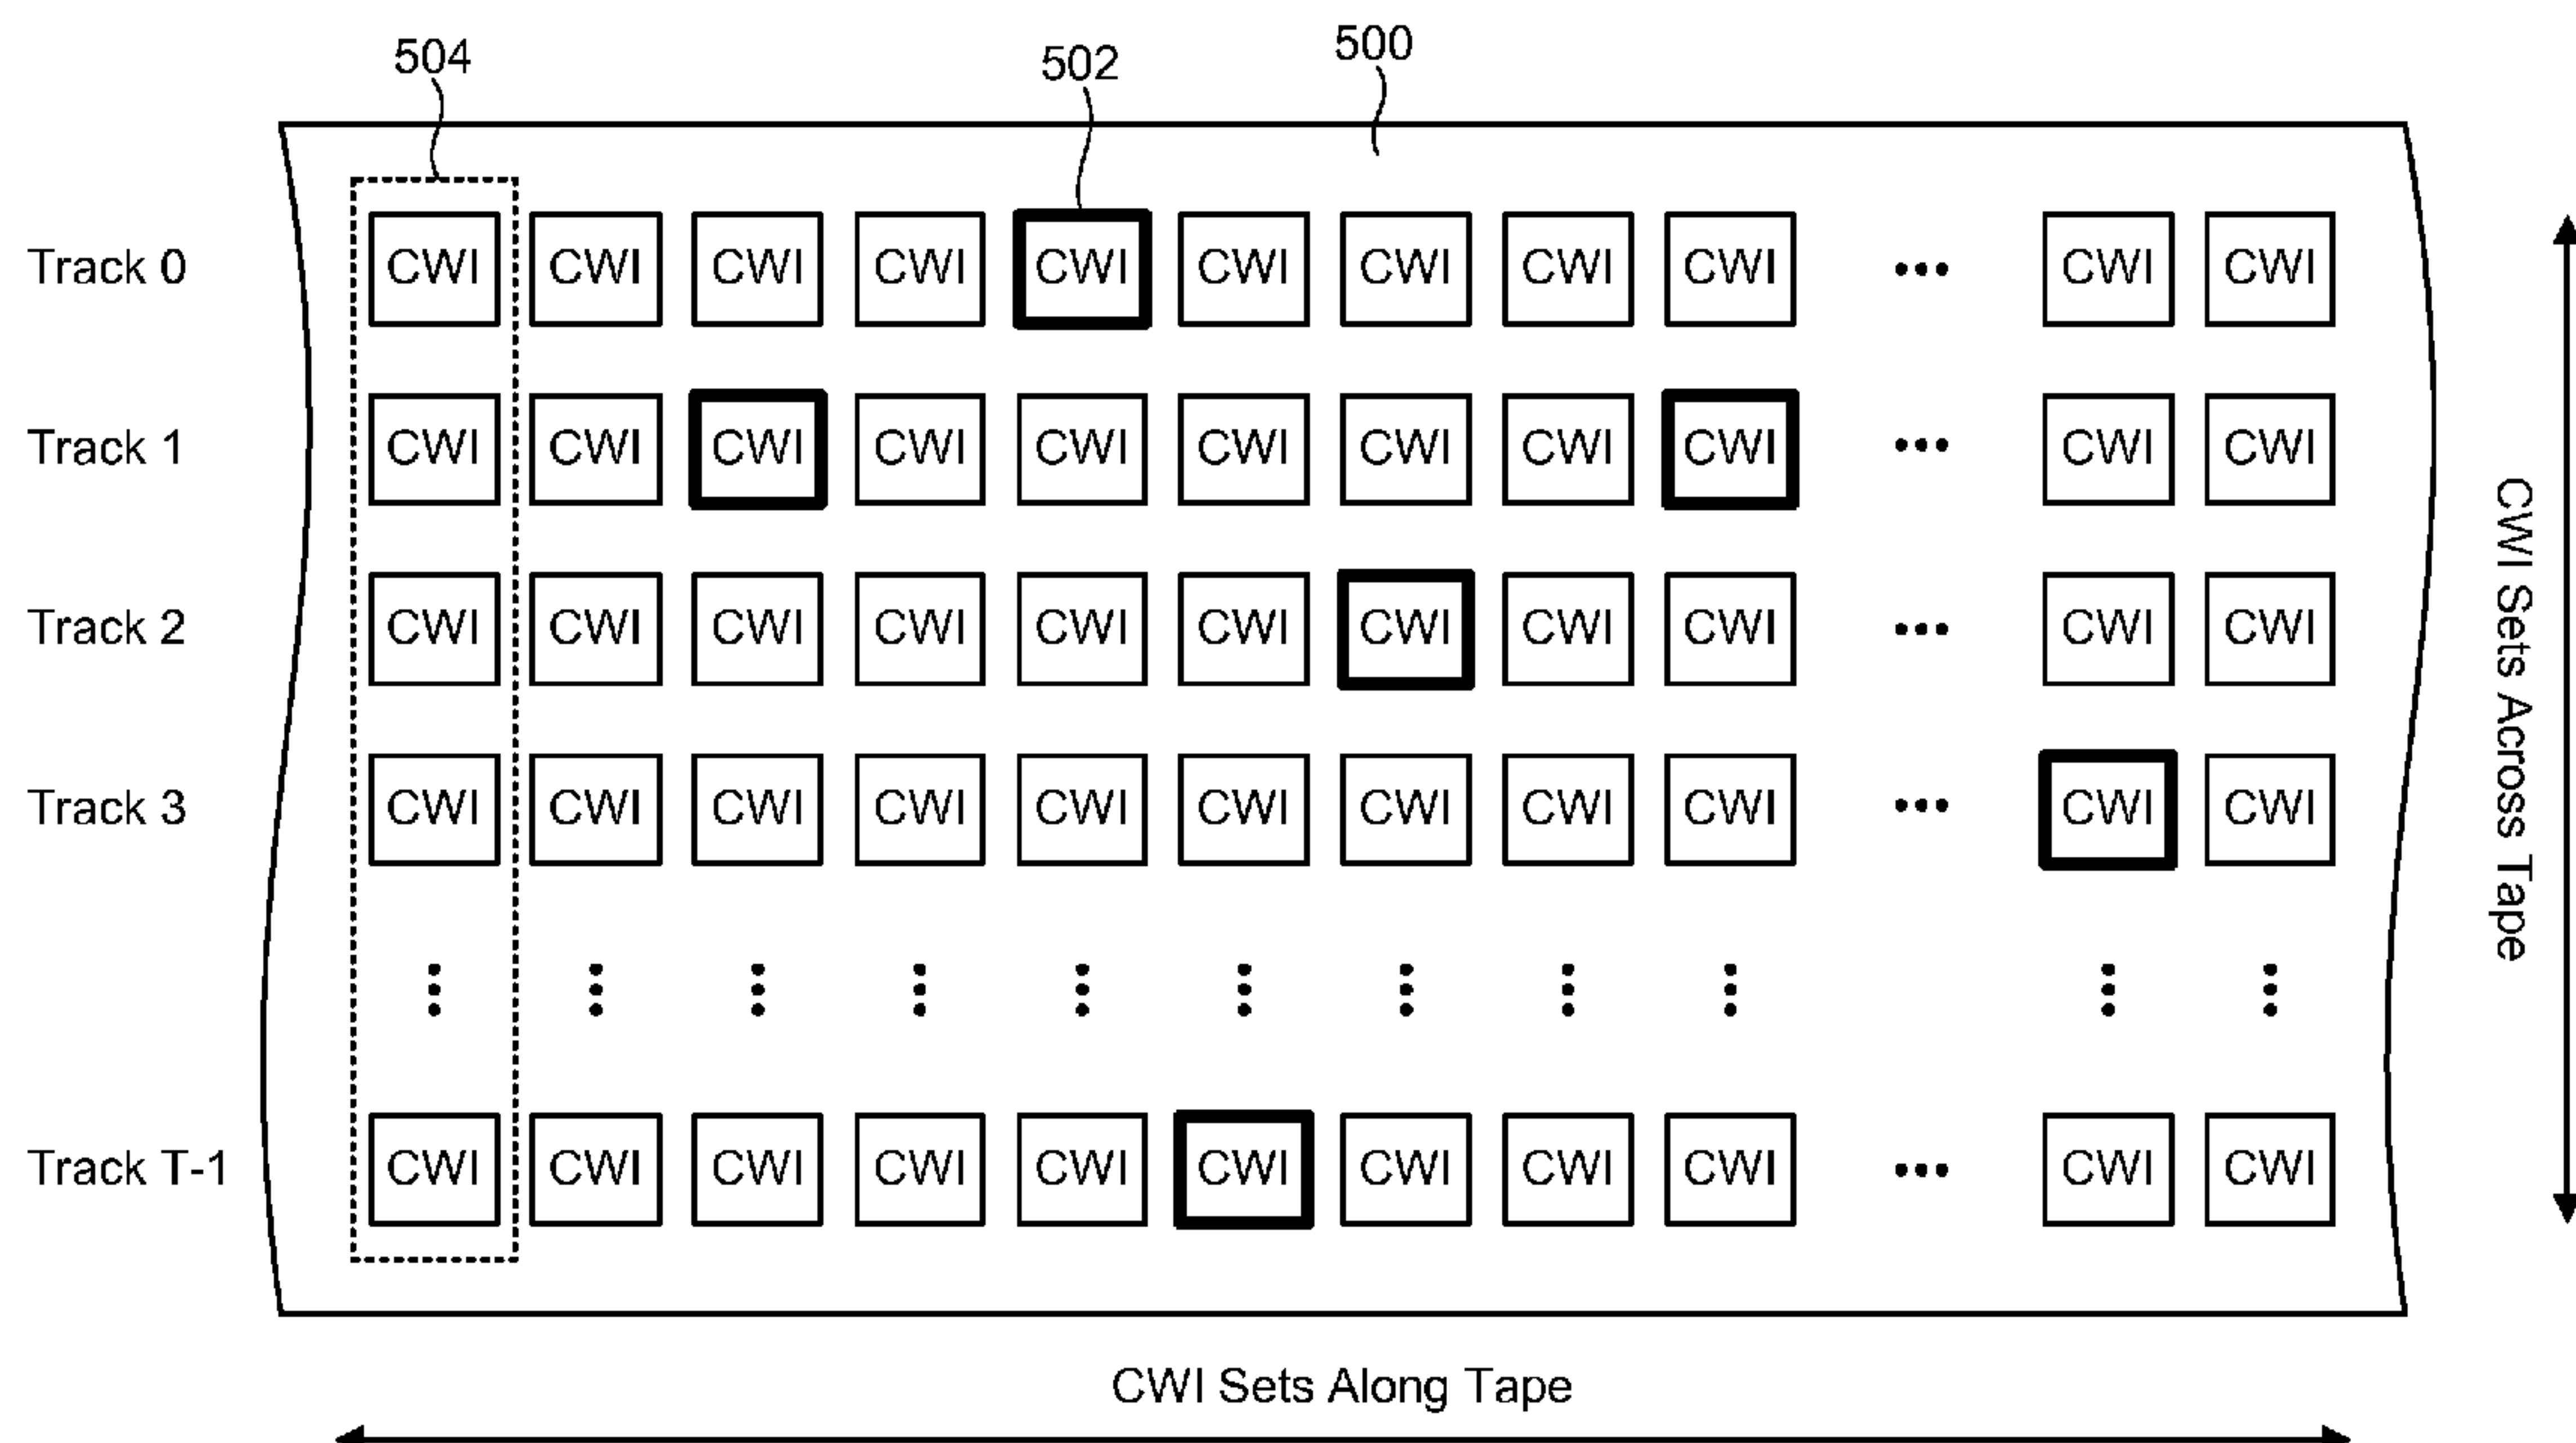 504 502 500
Track 0 CWI CWI CWI CWI CWI CWI CWI CWI CWI ••• CWI CWI
Track 1 CWI CWI CWI CWI CWI CWI CWI CWI CWI ••• CWI CWI
Track 2 CWI CWI CWI CWI CWI CWI CWI CWI CWI ••• CWI CWI
Track 3 CWI CWI CWI CWI CWI CWI CWI CWI CWI ••• CWI CWI
Track T-1 CWI CWI CWI CWI CWI CWI CWI CWI CWI ••• CWI CWI
CWI Sets Across Tape
CWI Sets Along Tape